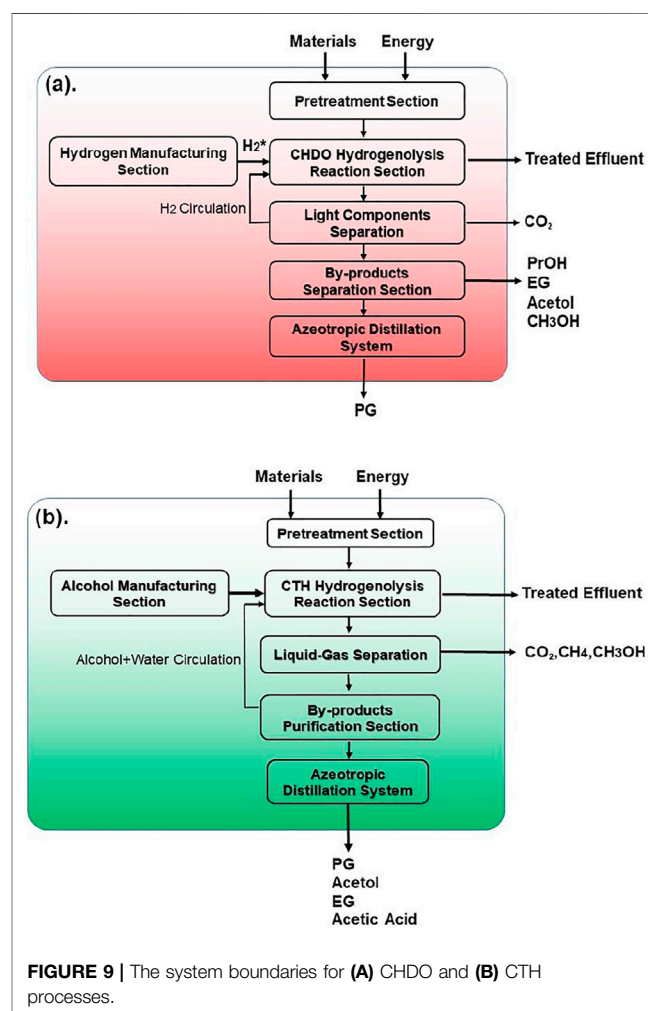 Materials Energy
(a).
Pretreatment Section
Hydrogen Manufacturing
Section
H2*
CHDO Hydrogenolysis
Reaction Section
Treated Effluent
H2 Circulation
Light Components
Separation
CO2
By-products
Separation Section
PrOH
EG
Acetol
CH3OH
Azeotropic Distillation
System
PG
Materials Energy
(b).
Pretreatment Section
Alcohol Manufacturing
Section
CTH Hydrogenolysis
Reaction Section
Treated Effluent
Alcohol+Water Circulation
Liquid-Gas Separation
CO2,CH4,CH3OH
By-products
Purification Section
Azeotropic
Distillation System
PG
Acetol
EG
Acetic Acid
FIGURE 9 | The system boundaries for (A) CHDO and (B) CTH
processes.